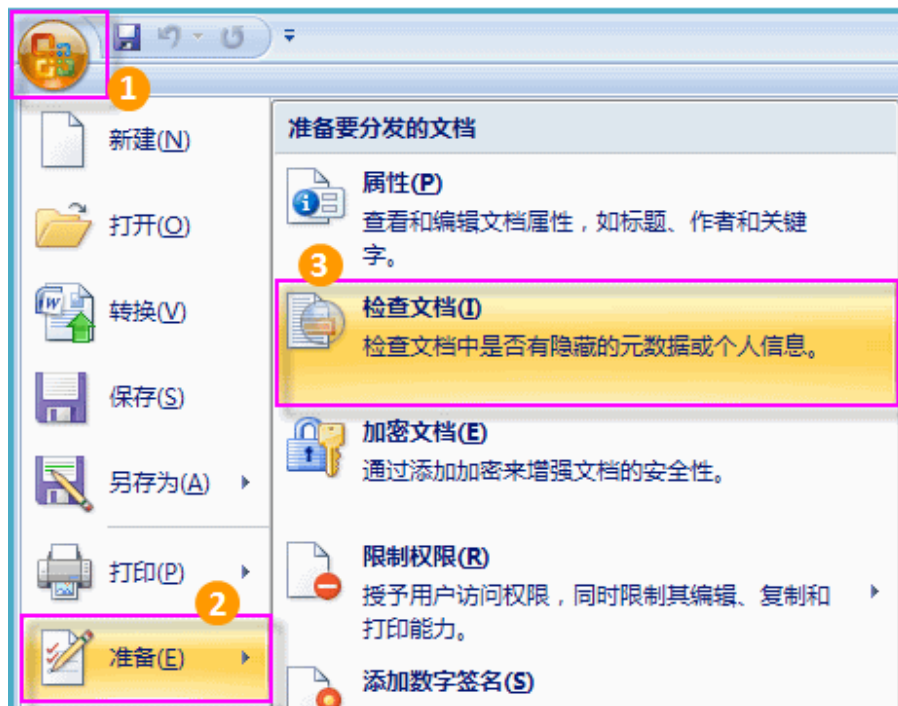 1
新建(N)
打开(O)
转换(V)
保存(S)
另存为(A)
打印(P)
2
准备(E)
准备要分发的文档
属性(P)
查看和编辑文档属性，如标题、作者和关键
字。
3
检查文档(I)
检查文档中是否有隐藏的元数据或个人信息。
加密文档(E)
通过添加加密来增强文档的安全性。
限制权限(R)
授予用户访问权限，同时限制其编辑、复制和
打印能力。
添加数字签名(S)